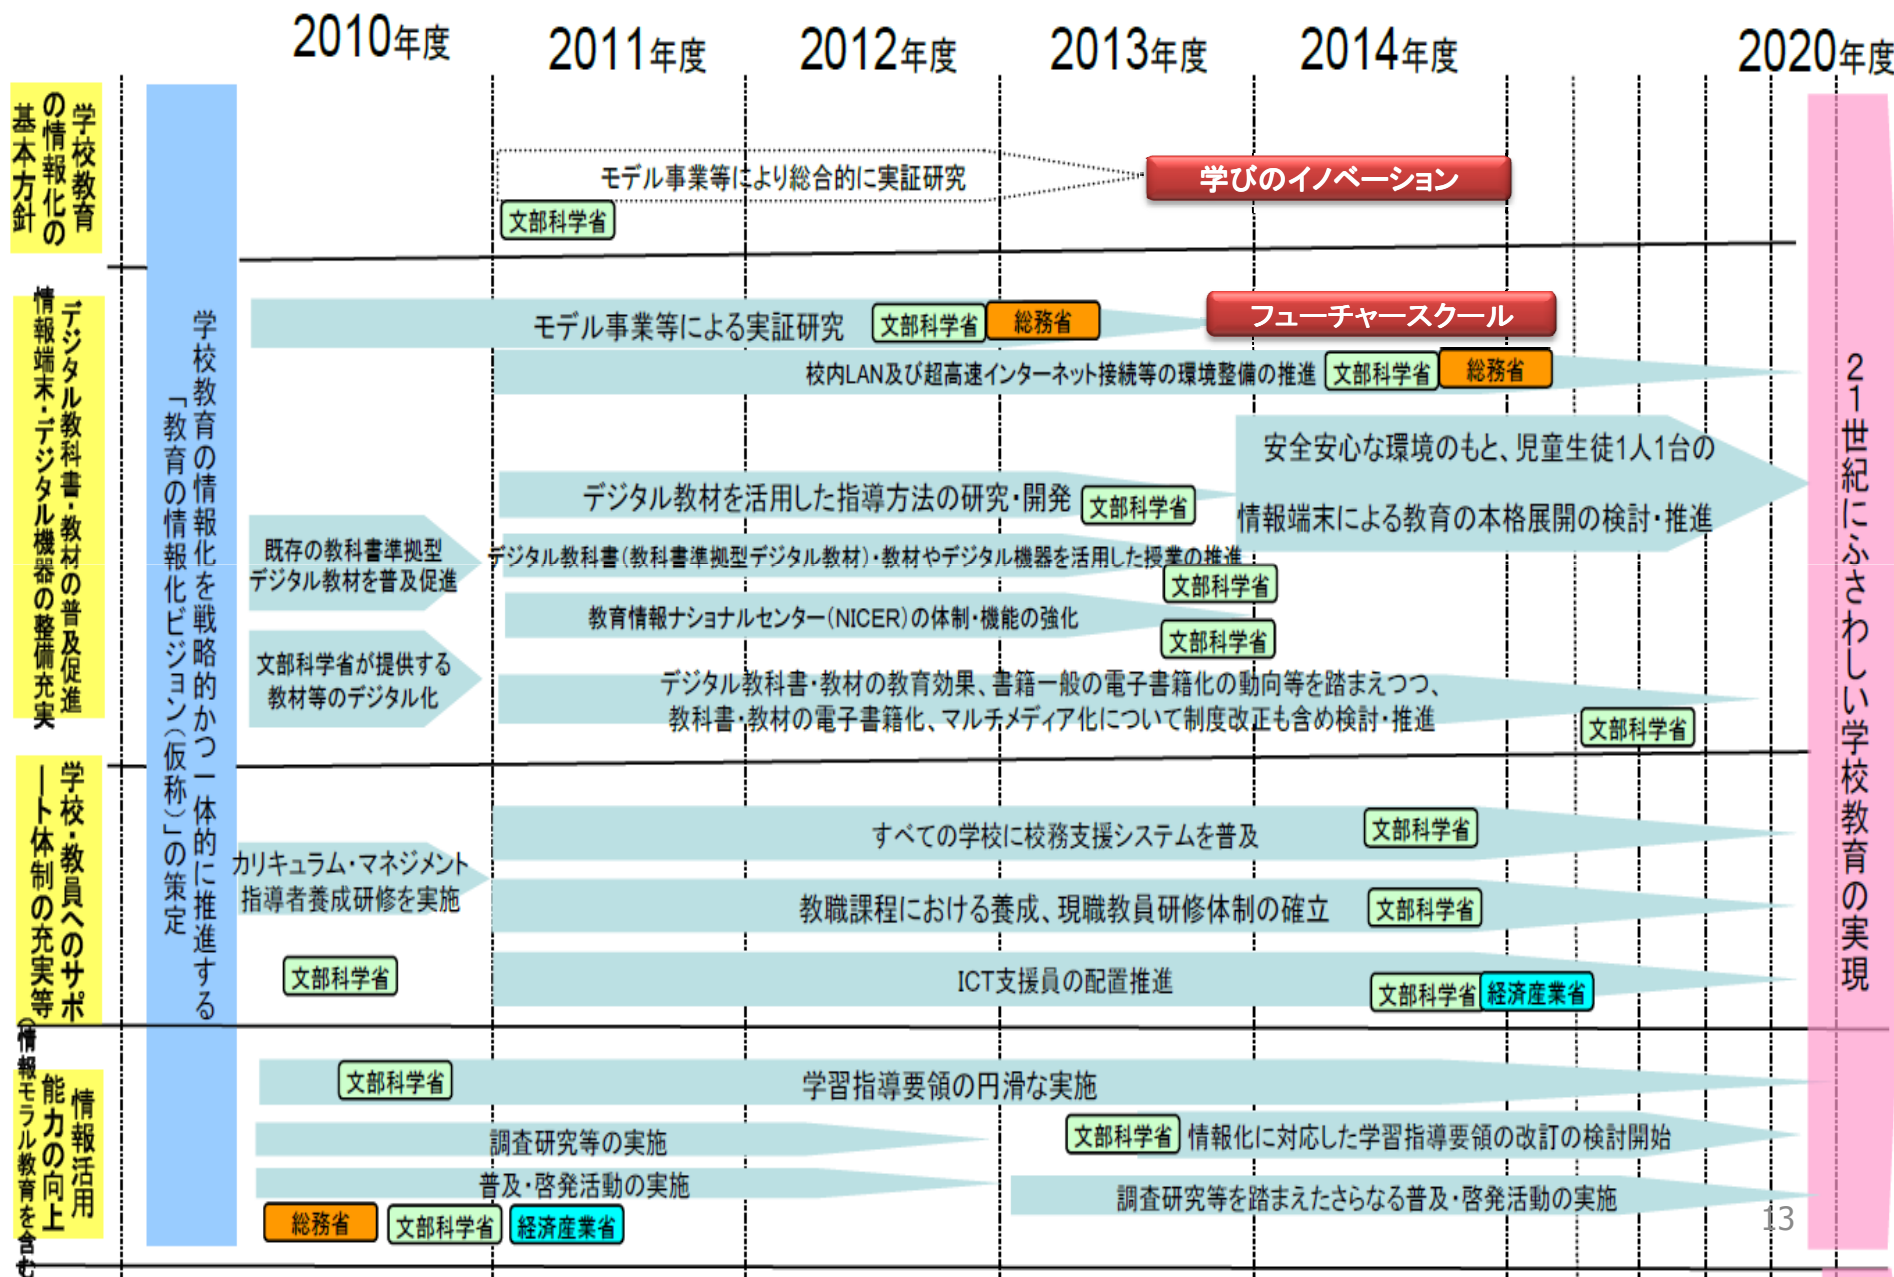 2010年度
2011年度
2012年度
2013年度
2014年度
2020年度
学校教育
の情報化の
基本方針
モデル事業等により総合的に実証研究
学びのイノベーション
文部科学省
学校教育の情報化を戦略的かつ一体的に推進する
「教育の情報化ビジョン(仮称)」の策定
デジタル教科書・教材の普及促進
情報端末・デジタル機器の整備充実
モデル事業等による実証研究
文部科学省
総務省
フューチャースクール
校内LAN及び超高速インターネット接続等の環境整備の推進
文部科学省
総務省
安全安心な環境のもと、児童生徒1人1台の
情報端末による教育の本格展開の検討・推進
デジタル教材を活用した指導方法の研究・開発
文部科学省
既存の教科書準拠型
デジタル教材を普及促進
デジタル教科書(教科書準拠型デジタル教材)・教材やデジタル機器を活用した授業の推進
文部科学省
教育情報ナショナルセンター(NICER)の体制・機能の強化
文部科学省
文部科学省が提供する
教材等のデジタル化
デジタル教科書・教材の教育効果、書籍一般の電子書籍化の動向等を踏まえつつ、
教科書・教材の電子書籍化、マルチメディア化について制度改正も含め検討・推進
文部科学省
学校・教員へのサポ
ート体制の充実等
すべての学校に校務支援システムを普及
文部科学省
カリキュラム・マネジメント
指導者養成研修を実施
文部科学省
教職課程における養成、現職教員研修体制の確立
文部科学省
ICT支援員の配置推進
文部科学省
経済産業省
情報活用
能力の向上
(情報モラル教育を含む
文部科学省
学習指導要領の円滑な実施
調査研究等の実施
文部科学省
情報化に対応した学習指導要領の改訂の検討開始
普及・啓発活動の実施
調査研究等を踏まえたさらなる普及・啓発活動の実施
総務省
文部科学省
経済産業省
21世紀にふさわしい学校教育の実現
13